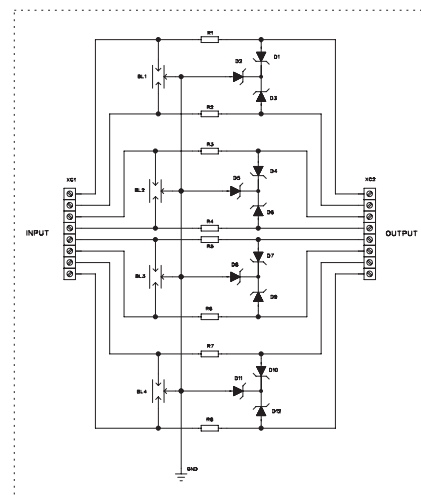 R1
D1
D2
BL1
D3
R2
R3
XC1
XC2
D4
D5
BL2
D6
R4
INPUT
OUTPUT
R5
D7
BL3
D8
D9
R6
R7
D10
D11
BL4
D12
R8
GND